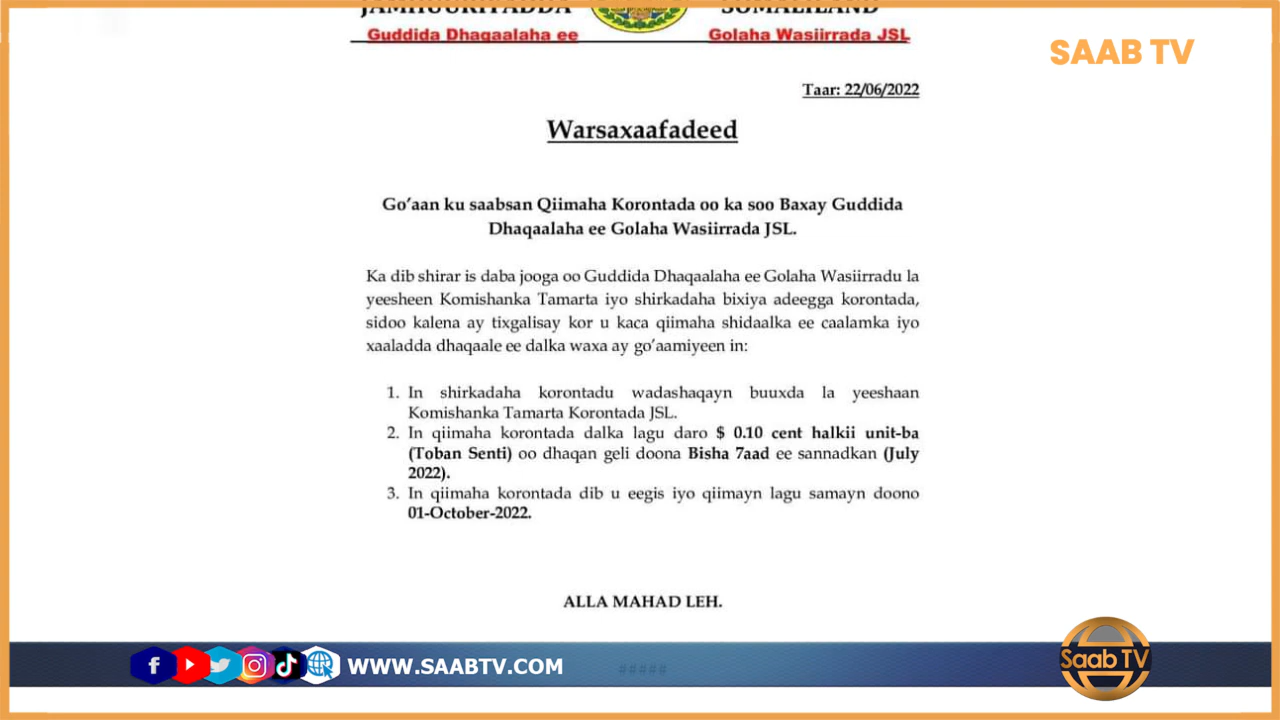 JAMHUURIYADDA SOMALILAND
Guddida Dhaqaalaha ee Golaha Wasiirrada JSL
SAAB TV
Taar: 22/06/2022
Warsaxaafadeed
Go’aan ku saabsan Qiimaha Korontada oo ka soo Baxay Guddida
Dhaqaalaha ee Golaha Wasiirrada JSL.
Ka dib shirar is daba jooga oo Guddida Dhaqaalaha ee Golaha Wasiirradu la
yeesheen Komishanka Tamarta iyo shirkadaha bixiya adeegga korontada,
sidoo kalena ay tixgalisay kor u kaca qiimaha shidaalka ee caalamka iyo
xaaladda dhaqaale ee dalka waxa ay go’aamiyeen in:
1. In shirkadaha korontadu wadashaqayn buuxda la yeeshaan
Komishanka Tamarta Korontada JSL.
2. In qiimaha korontada dalka lagu daro $ 0.10 cent halkii unit-ba
(Toban Senti) oo dhaqan geli doona Bisha 7aad ee sannadkan (July
2022).
3. In qiimaha korontada dib u eegis iyo qiimayn lagu samayn doono
01-October-2022.
ALLA MAHAD LEH.
WWW.SAABTV.COM
#####
Saab TV